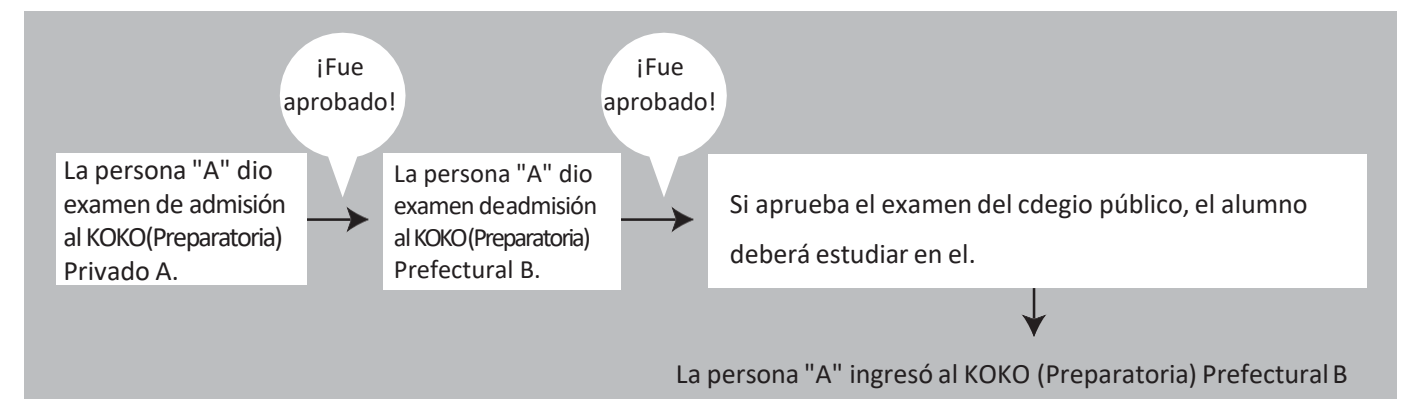 ¡Fue
aprobado!
¡Fue
aprobado!
La persona "A" dio
examen de admisión
al KOKO(Preparatoria)
Privado A.
La persona "A" dio
examen deadmisión
al KOKO(Preparatoria)
Prefectural B.
Si aprueba el examen del cdegio público, el alumno
deberá estudiar en el.
La persona "A" ingresó al KOKO (Preparatoria) Prefectural B